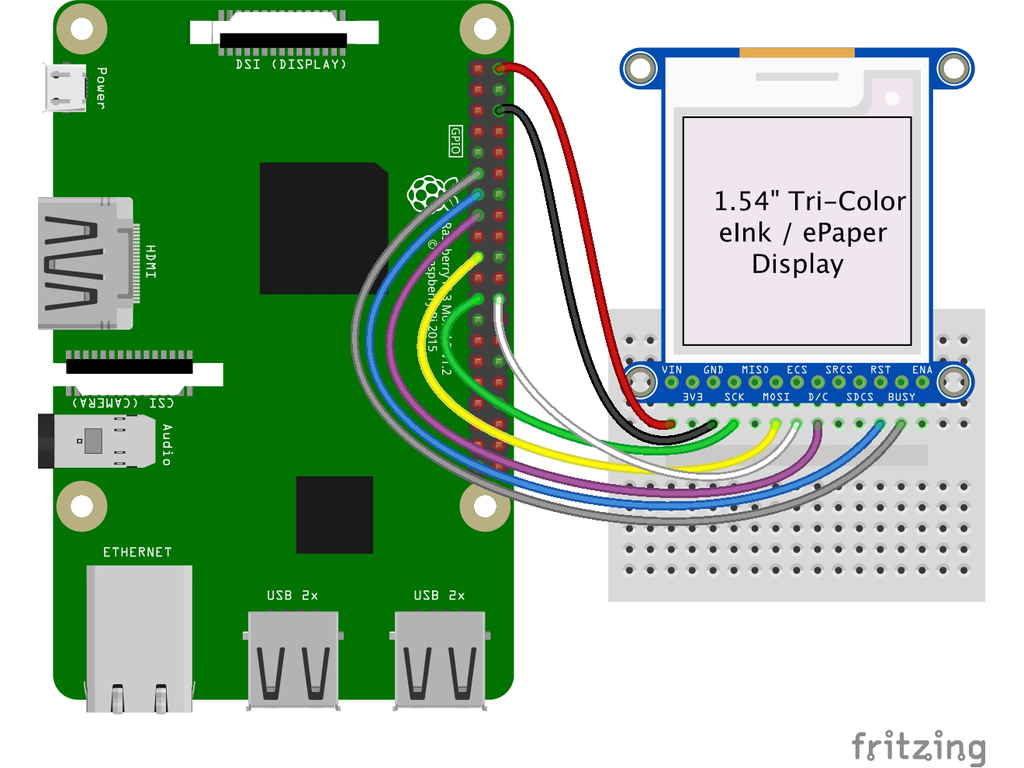 DSI (DISPLAY)
Power
GPIO
HDMI
Raspberry Pi 3 Model
V1.2
© Raspberry Pi 2015
CSI (CAMERA)
Audio
ETHERNET
USB 2x
USB 2x
1.54" Tri-Color
eInk / ePaper
Display
VIN GND MISO ECS SRCS RST ENA
3V3 SCK MOSI D/C SDCS BUSY
fritzing